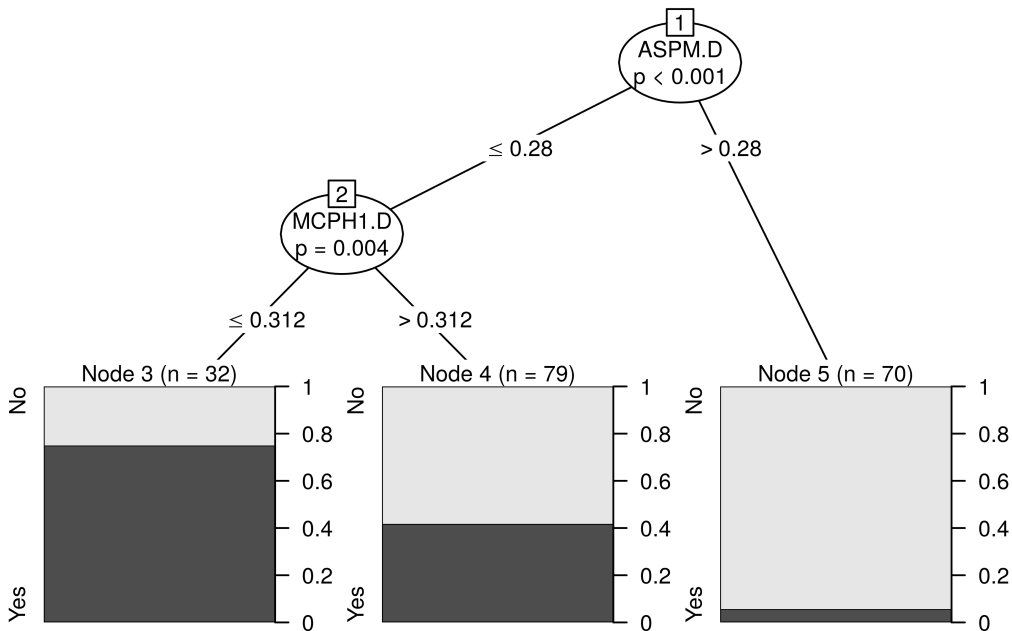 1
ASPM.D
p < 0.001
≤ 0.28
> 0.28
2
MCPH1.D
p = 0.004
≤ 0.312
> 0.312
Node 3 (n = 32)
No
Yes
1
0.8
0.6
0.4
0.2
0
Node 4 (n = 79)
No
Yes
1
0.8
0.6
0.4
0.2
0
Node 5 (n = 70)
No
Yes
1
0.8
0.6
0.4
0.2
0